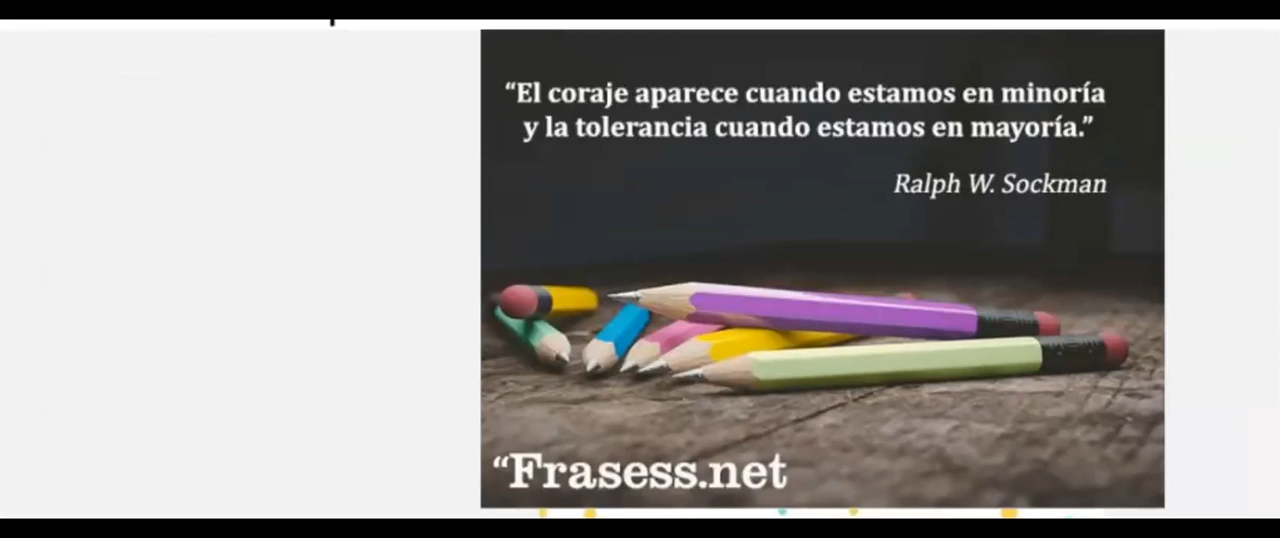 “El coraje aparece cuando estamos en minoría
y la tolerancia cuando estamos en mayoría.”
Ralph W. Sockman
“Frasess.net